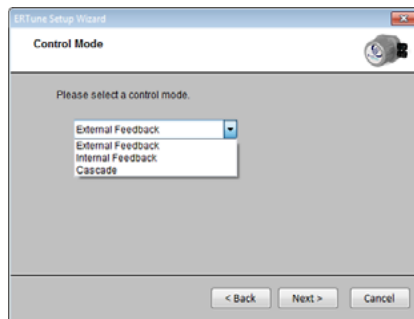 ERTune Setup Wizard
Control Mode
Please select a control mode.
External Feedback
External Feedback
Internal Feedback
Cascade
< Back Next > Cancel